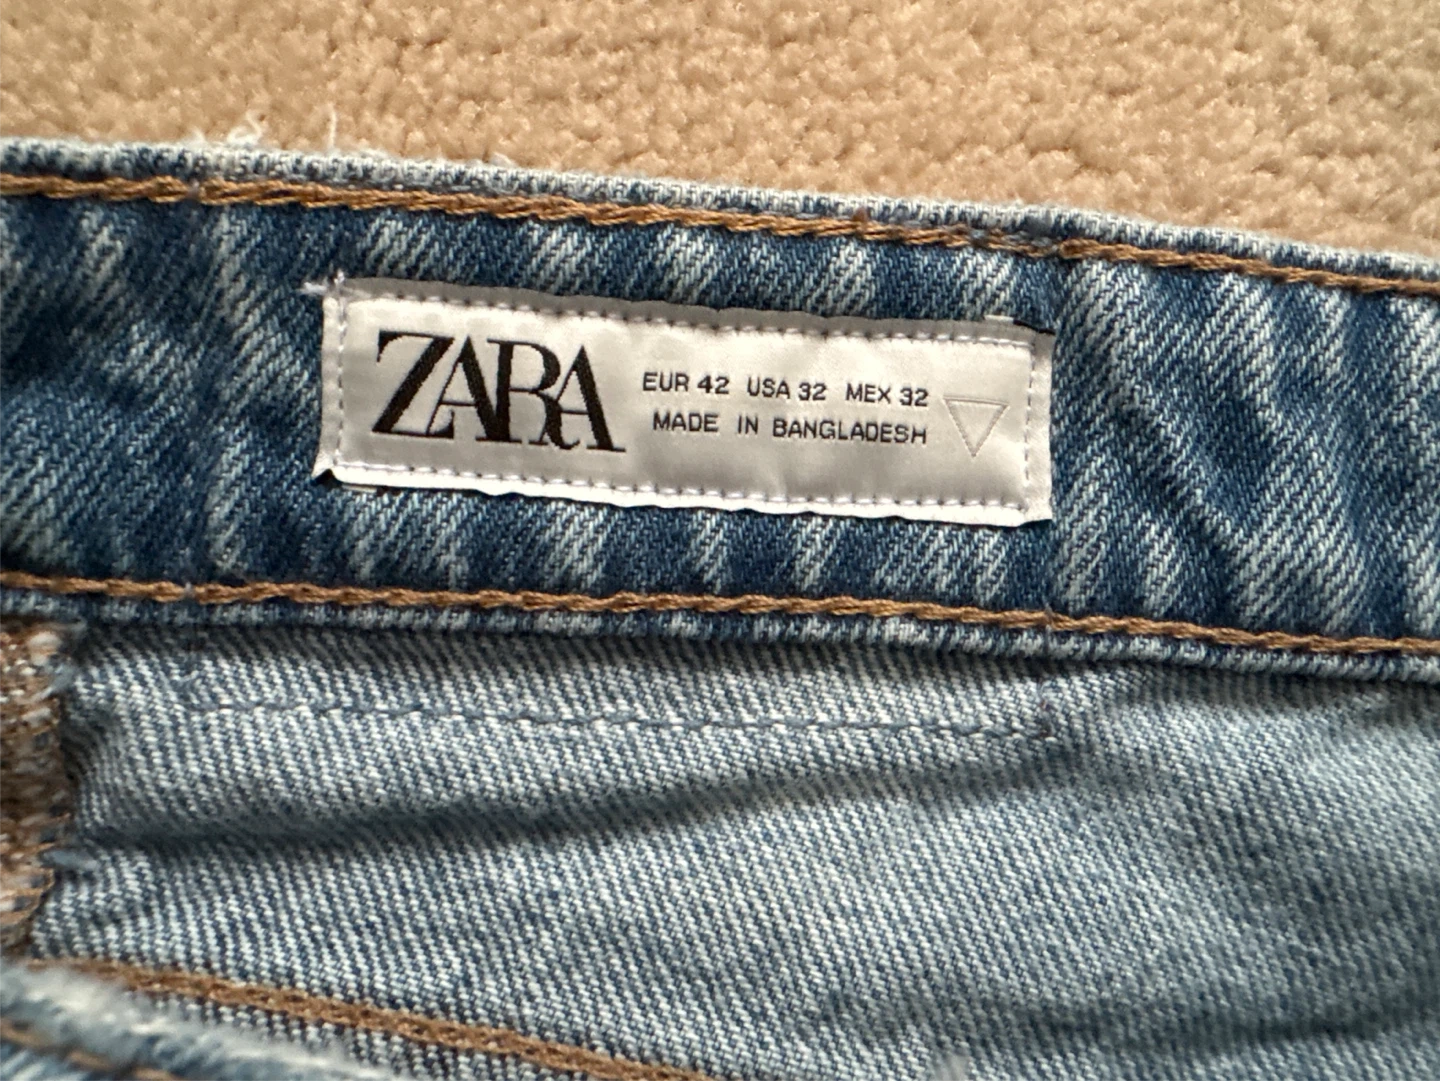 ZARA
EUR 42 USA 32 MEX 32
MADE IN BANGLADESH